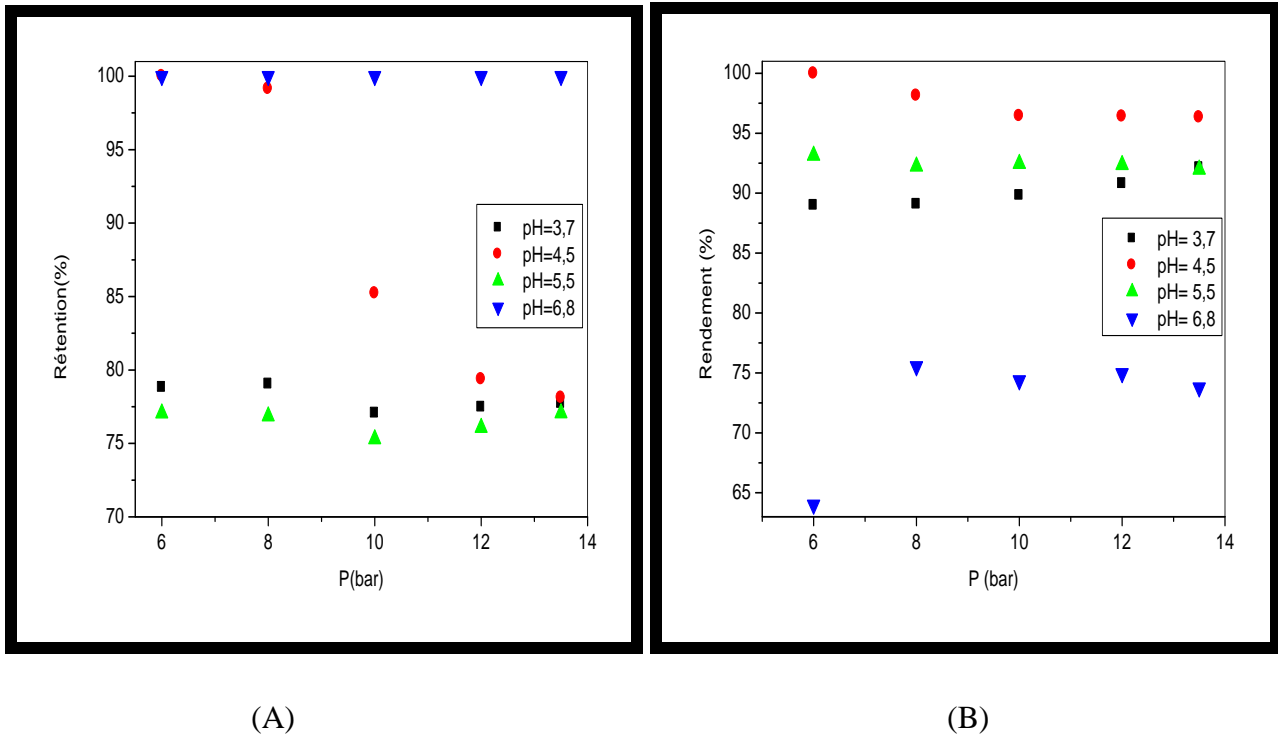 100
95
90
85
80
75
70
Rétention(%)
pH=3,7
pH=4,5
pH=5,5
pH=6,8
6 8 10 12 14
P(bar)
100
95
90
85
80
75
70
65
Rendement (%)
pH= 3,7
pH= 4,5
pH= 5,5
pH= 6,8
6 8 10 12 14
P (bar)
(A) (B)